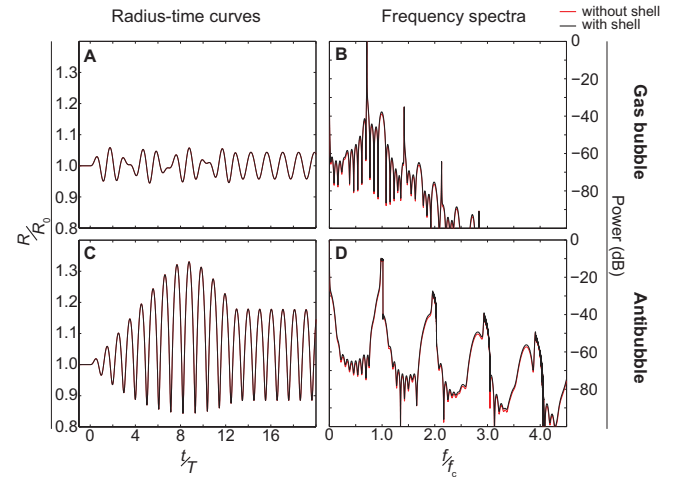 Radius-time curves
Frequency spectra
without shell
with shell
A
1.3
1.2
1.1
1.0
0.9
0.8
B
0
−20
−40
−60
−80
Gas bubble
R/R0
Power (dB)
C
1.3
1.2
1.1
1.0
0.9
0.8
D
0
−20
−40
−60
−80
Antibubble
0 4 8 12 16 20
0 1.0 2.0 3.0 4.0
t/T
f/fc